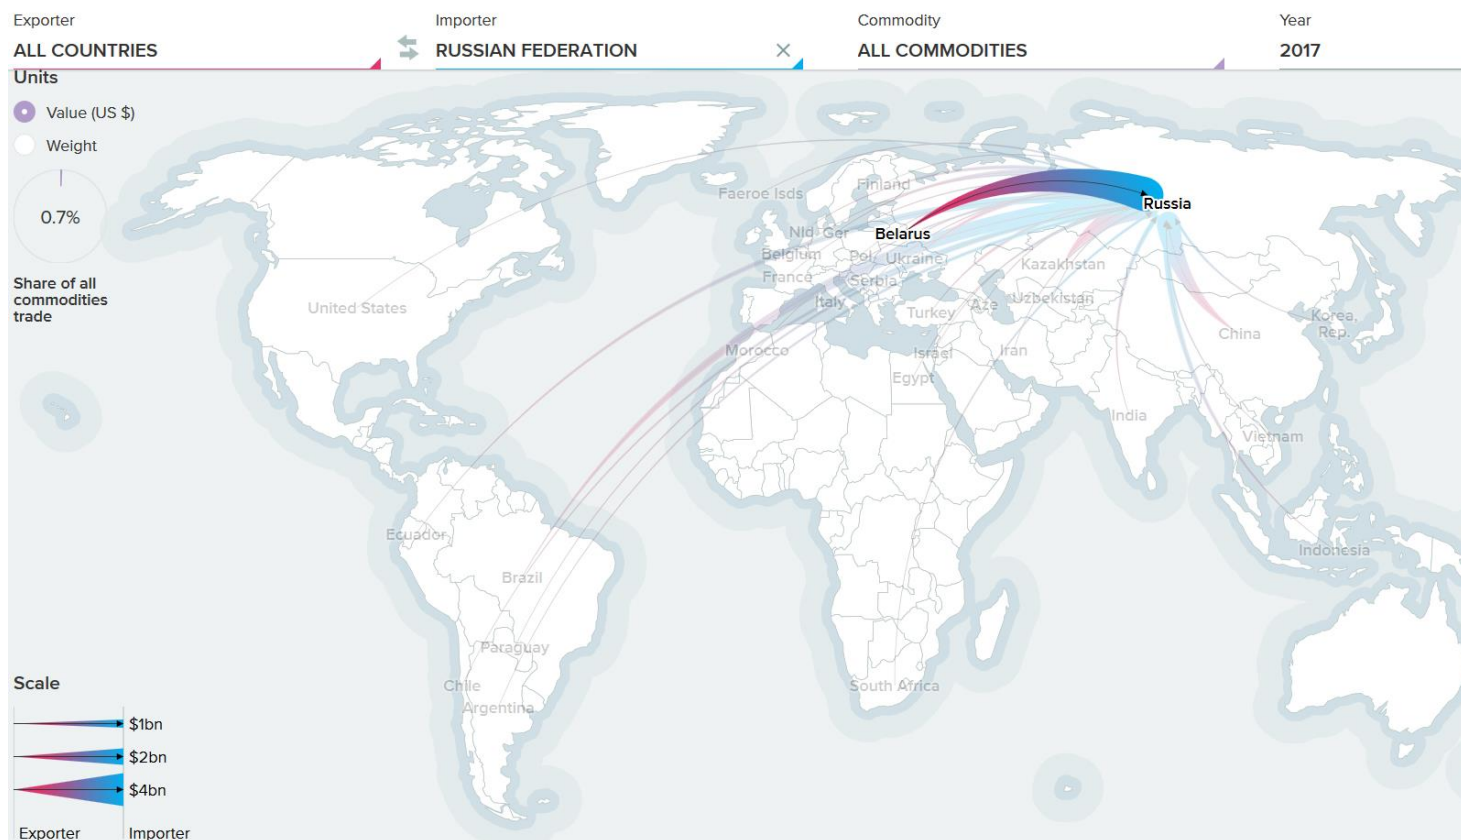 Exporter
Importer
Commodity
Year
ALL COUNTRIES
RUSSIAN FEDERATION
ALL COMMODITIES
2017
Units
Value (US $)
Weight
0.7%
Share of all
commodities
trade
Faeroe Isds
Finland
Russia
Nld
Ger
Belarus
Belgium
Pol
Ukraine
Kazakhstan
France
Serbia
United States
Italy
Turkey
Aze
Uzbekistan
Korea,
Rep.
China
Morocco
Israel
Iran
Egypt
India
Vietnam
Ecuador
Indonesia
Brazil
Paraguay
Chile
South Africa
Argentina
Scale
$1bn
$2bn
$4bn
Exporter
Importer